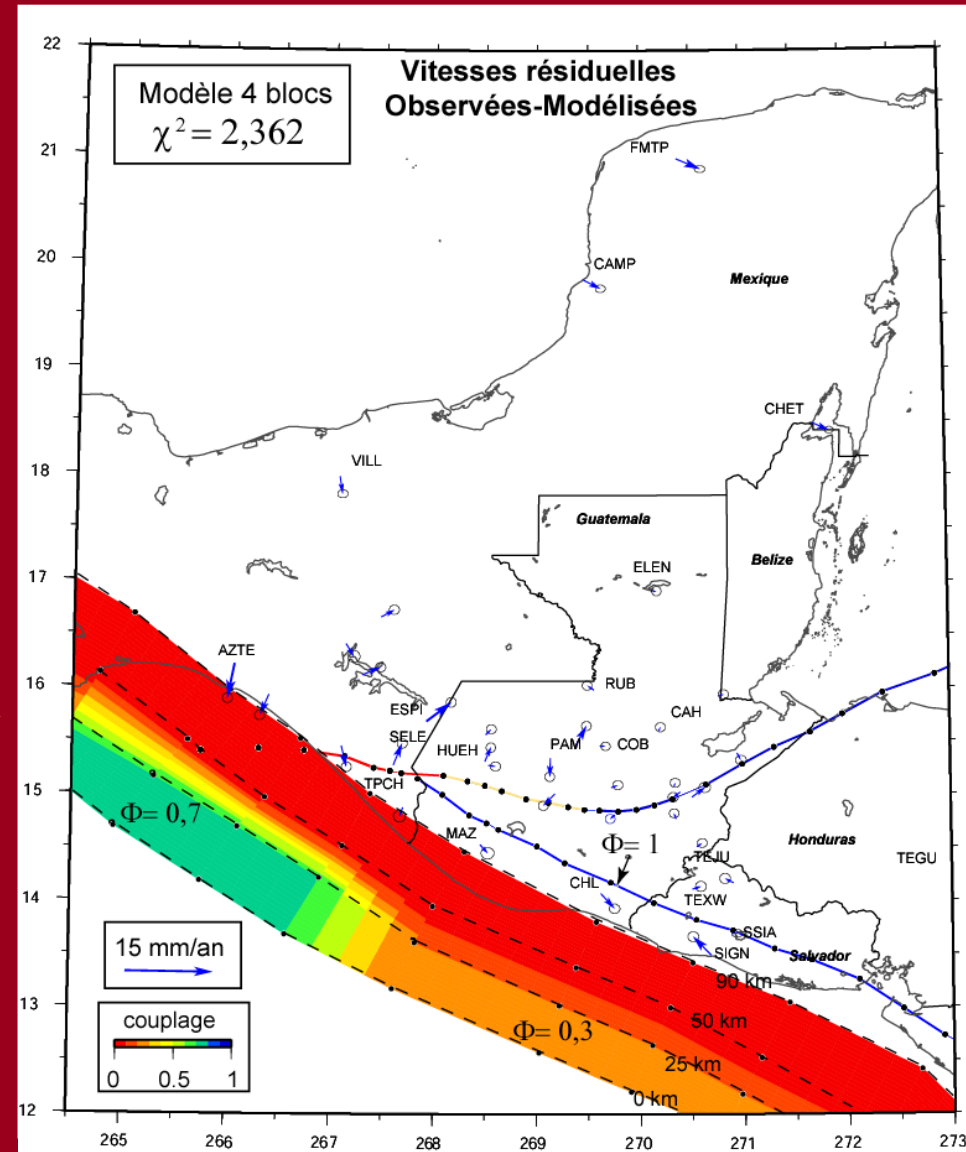 Vitesses résiduelles
Observées-Modélisées
Modèle 4 blocs
χ² = 2,362
22
21
20
19
18
17
16
15
14
13
12
FMTP
CAMP
Mexique
CHET
VILL
Guatemala
Belize
ELEN
AZTE
RUB
ESPI
CAH
SELE
HUEH
PAM
COB
TPCH
Φ= 0,7
MAZ
Φ= 1
Honduras
TEJU
TEGU
CHL
TEXW
SSIA
SIGN
Salvador
15 mm/an
90 km
50 km
couplage
0 0.5 1
Φ= 0,3
25 km
0 km
265 266 267 268 269 270 271 272 273